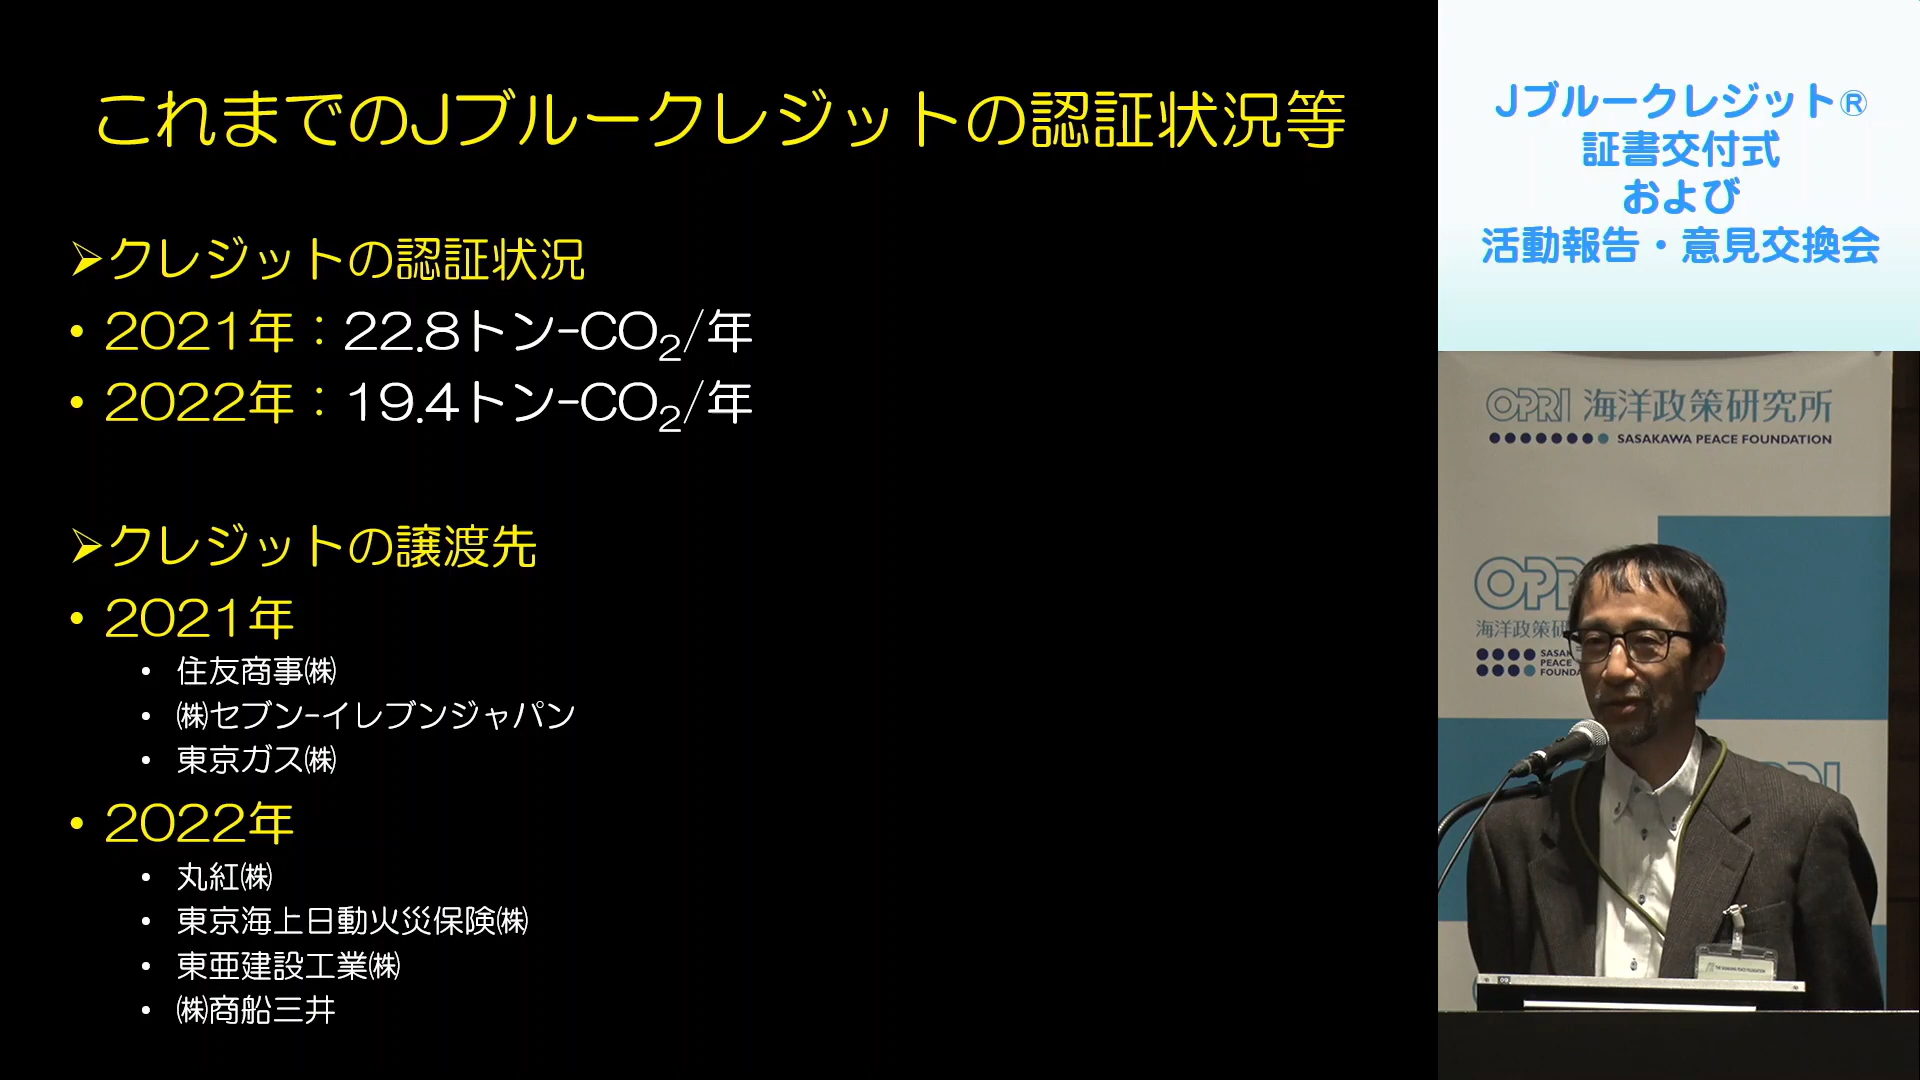 これまでのJブルークレジットの認証状況等
➢クレジットの認証状況
• 2021年：22.8トン-CO₂/年
• 2022年：19.4トン-CO₂/年
➢クレジットの譲渡先
• 2021年
• 住友商事㈱
• ㈱セブン-イレブンジャパン
• 東京ガス㈱
• 2022年
• 丸紅㈱
• 東京海上日動火災保険㈱
• 東亜建設工業㈱
• ㈱商船三井
Jブルークレジット®
証書交付式
および
活動報告・意見交換会
OPRI 海洋政策研究所
SASAKAWA PEACE FOUNDATION
海洋政策研
PEACE